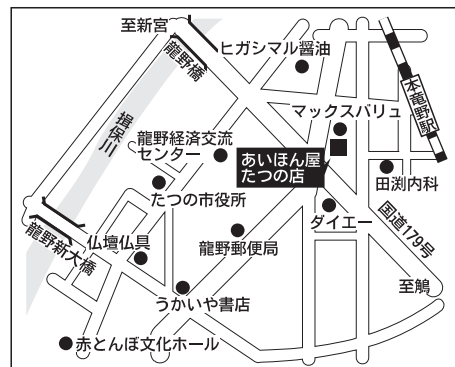 至新宮
龍野橋
ヒガシマル醤油
揖保川
マックスバリュ
本竜野駅
龍野経済交流
センター
あいほん屋
たつの店
田渕内科
たつの市役所
ダイエー
国道179号
龍野新大橋
仏壇仏具
龍野郵便局
至鵤
うかいや書店
赤とんぼ文化ホール